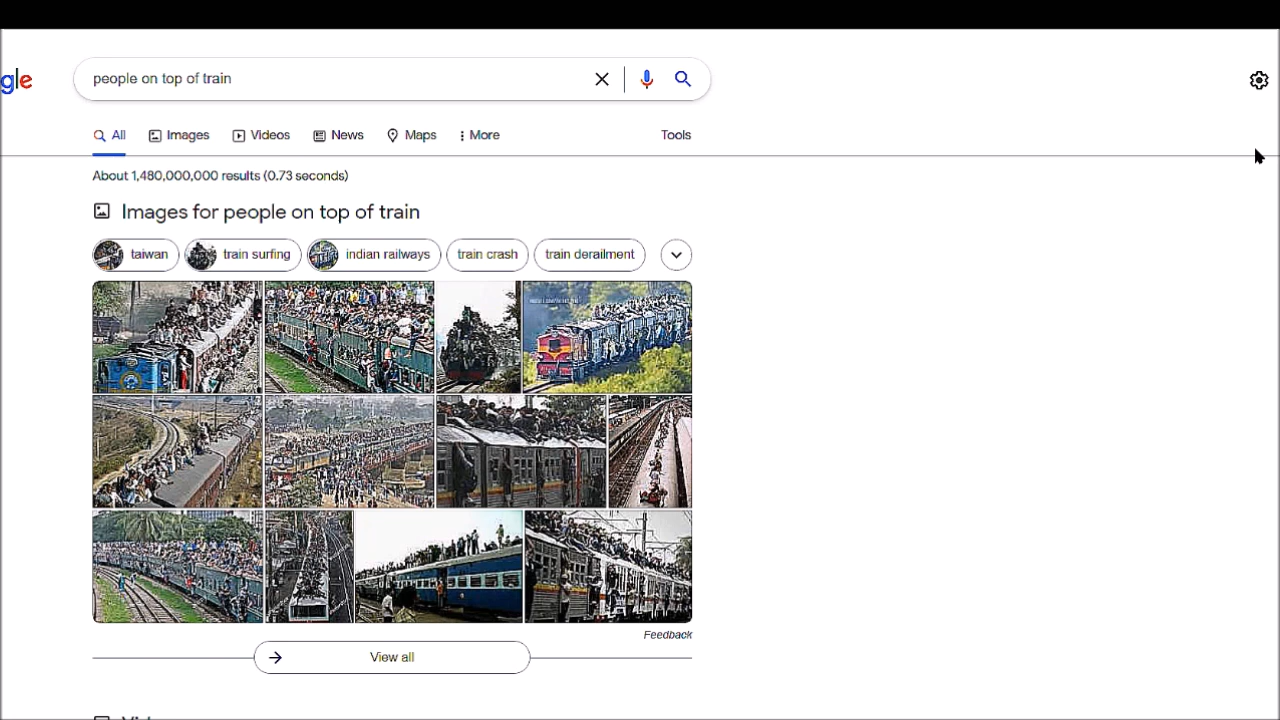 gle
people on top of train
All Images Videos News Maps More Tools
About 1,480,000,000 results (0.73 seconds)
Images for people on top of train
taiwan train surfing indian railways train crash train derailment
Feedback
View all